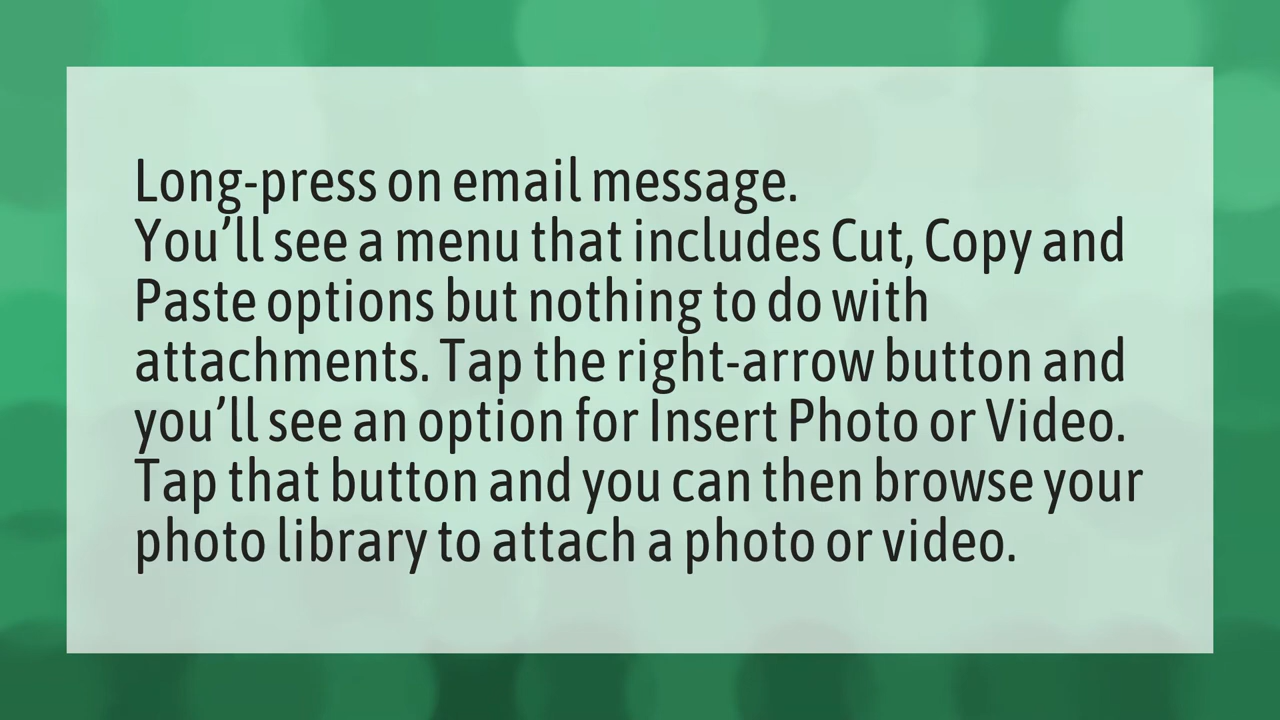 Long-press on email message.
You’ll see a menu that includes Cut, Copy and
Paste options but nothing to do with
attachments. Tap the right-arrow button and
you’ll see an option for Insert Photo or Video.
Tap that button and you can then browse your
photo library to attach a photo or video.